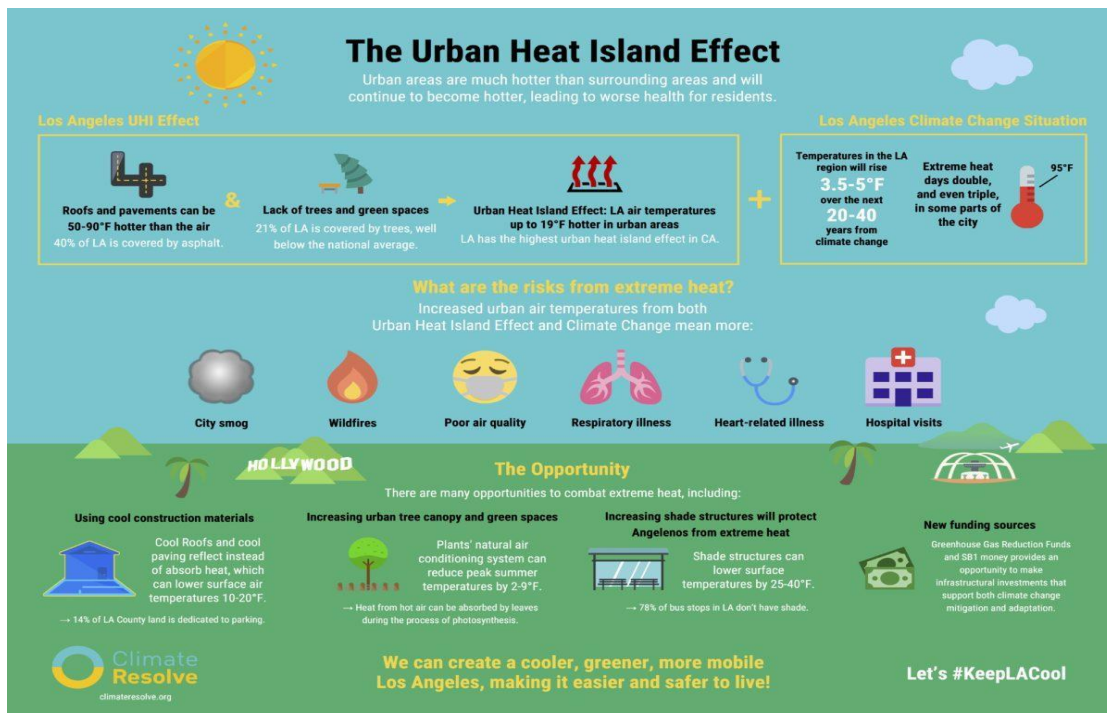 The Urban Heat Island Effect
Urban areas are much hotter than surrounding areas and will
continue to become hotter, leading to worse health for residents.
Los Angeles UHI Effect
Roofs and pavements can be
50-90°F hotter than the air
40% of LA is covered by asphalt.
&
Lack of trees and green spaces
21% of LA is covered by trees, well
below the national average.
Urban Heat Island Effect: LA air temperatures
up to 19°F hotter in urban areas
LA has the highest urban heat island effect in CA.
+
Los Angeles Climate Change Situation
Temperatures in the LA
region will rise
3.5-5°F
over the next
20-40
years from
climate change
Extreme heat
days double,
and even triple,
in some parts of
the city
95°F
What are the risks from extreme heat?
Increased urban air temperatures from both
Urban Heat Island Effect and Climate Change mean more:
City smog
Wildfires
Poor air quality
Respiratory illness
Heart-related illness
Hospital visits
HOLLYWOOD
The Opportunity
There are many opportunities to combat extreme heat, including:
Using cool construction materials
Cool Roofs and cool
paving reflect instead
of absorb heat, which
can lower surface air
temperatures 10-20°F.
→ 14% of LA County land is dedicated to parking.
Increasing urban tree canopy and green spaces
Plants' natural air
conditioning system can
reduce peak summer
temperatures by 2-9°F.
→ Heat from hot air can be absorbed by leaves
during the process of photosynthesis.
Increasing shade structures will protect
Angelenos from extreme heat
Shade structures can
lower surface
temperatures by 25-40°F.
→ 78% of bus stops in LA don't have shade.
New funding sources
Greenhouse Gas Reduction Funds
and SB1 money provides an
opportunity to make
infrastructural investments that
support both climate change
mitigation and adaptation.
Climate
Resolve
climateresolve.org
We can create a cooler, greener, more mobile
Los Angeles, making it easier and safer to live!
Let's #KeepLACool